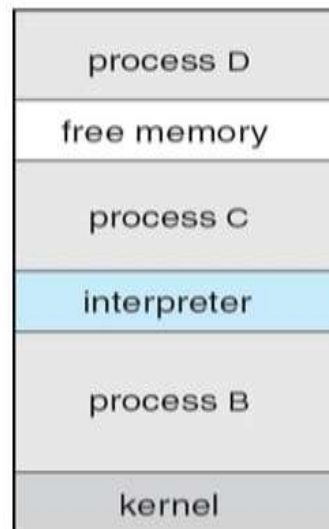 process D
free memory
process C
interpreter
process B
kernel